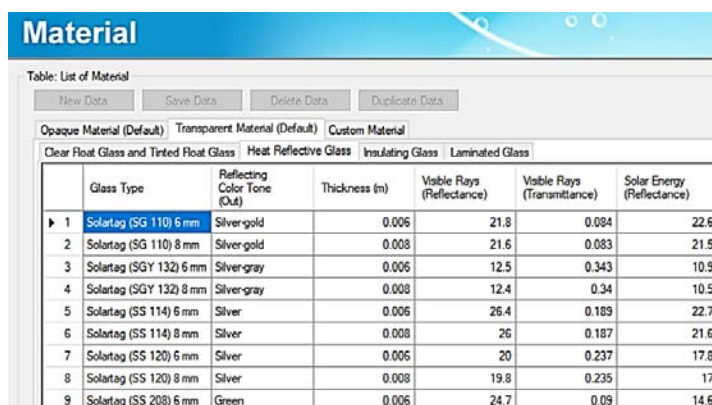 Material
Table: List of Material
New Data Save Data Delete Data Duplicate Data
Opaque Material (Default) Transparent Material (Default) Custom Material
Clear Float Glass and Tinted Float Glass Heat Reflective Glass Insulating Glass Laminated Glass
Glass Type Reflecting Color Tone (Out) Thickness (m) Visible Rays (Reflectance) Visible Rays (Transmittance) Solar Energy (Reflectance)
1 Solartag (SG 110) 6 mm Silver-gold 0.006 21.8 0.084 22.6
2 Solartag (SG 110) 8 mm Silver-gold 0.008 21.6 0.083 21.5
3 Solartag (SGY 132) 6 mm Silver-gray 0.006 12.5 0.343 10.9
4 Solartag (SGY 132) 8 mm Silver-gray 0.008 12.4 0.34 10.5
5 Solartag (SS 114) 6 mm Silver 0.006 26.4 0.189 22.7
6 Solartag (SS 114) 8 mm Silver 0.008 26 0.187 21.6
7 Solartag (SS 120) 6 mm Silver 0.006 20 0.237 17.8
8 Solartag (SS 120) 8 mm Silver 0.008 19.8 0.235 17
9 Solartag (SS 208) 6 mm Green 0.006 24.7 0.09 14.6